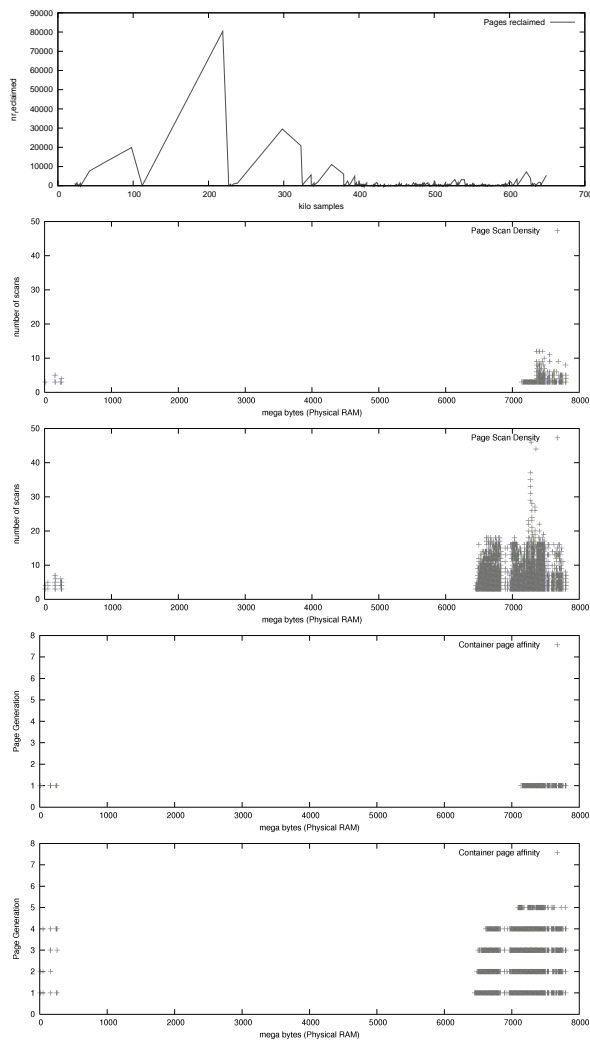 90000
80000
70000
60000
50000
40000
30000
20000
10000
0
nr_reclaimed
Pages reclaimed
0 100 200 300 400 500 600 700
kilo samples
50
40
30
20
10
0
number of scans
Page Scan Density
0 1000 2000 3000 4000 5000 6000 7000 8000
mega bytes (Physical RAM)
50
40
30
20
10
0
number of scans
Page Scan Density
0 1000 2000 3000 4000 5000 6000 7000 8000
mega bytes (Physical RAM)
8
7
6
5
4
3
2
1
0
Page Generation
Container page affinity
0 1000 2000 3000 4000 5000 6000 7000 8000
mega bytes (Physical RAM)
8
7
6
5
4
3
2
1
0
Page Generation
Container page affinity
0 1000 2000 3000 4000 5000 6000 7000 8000
mega bytes (Physical RAM)